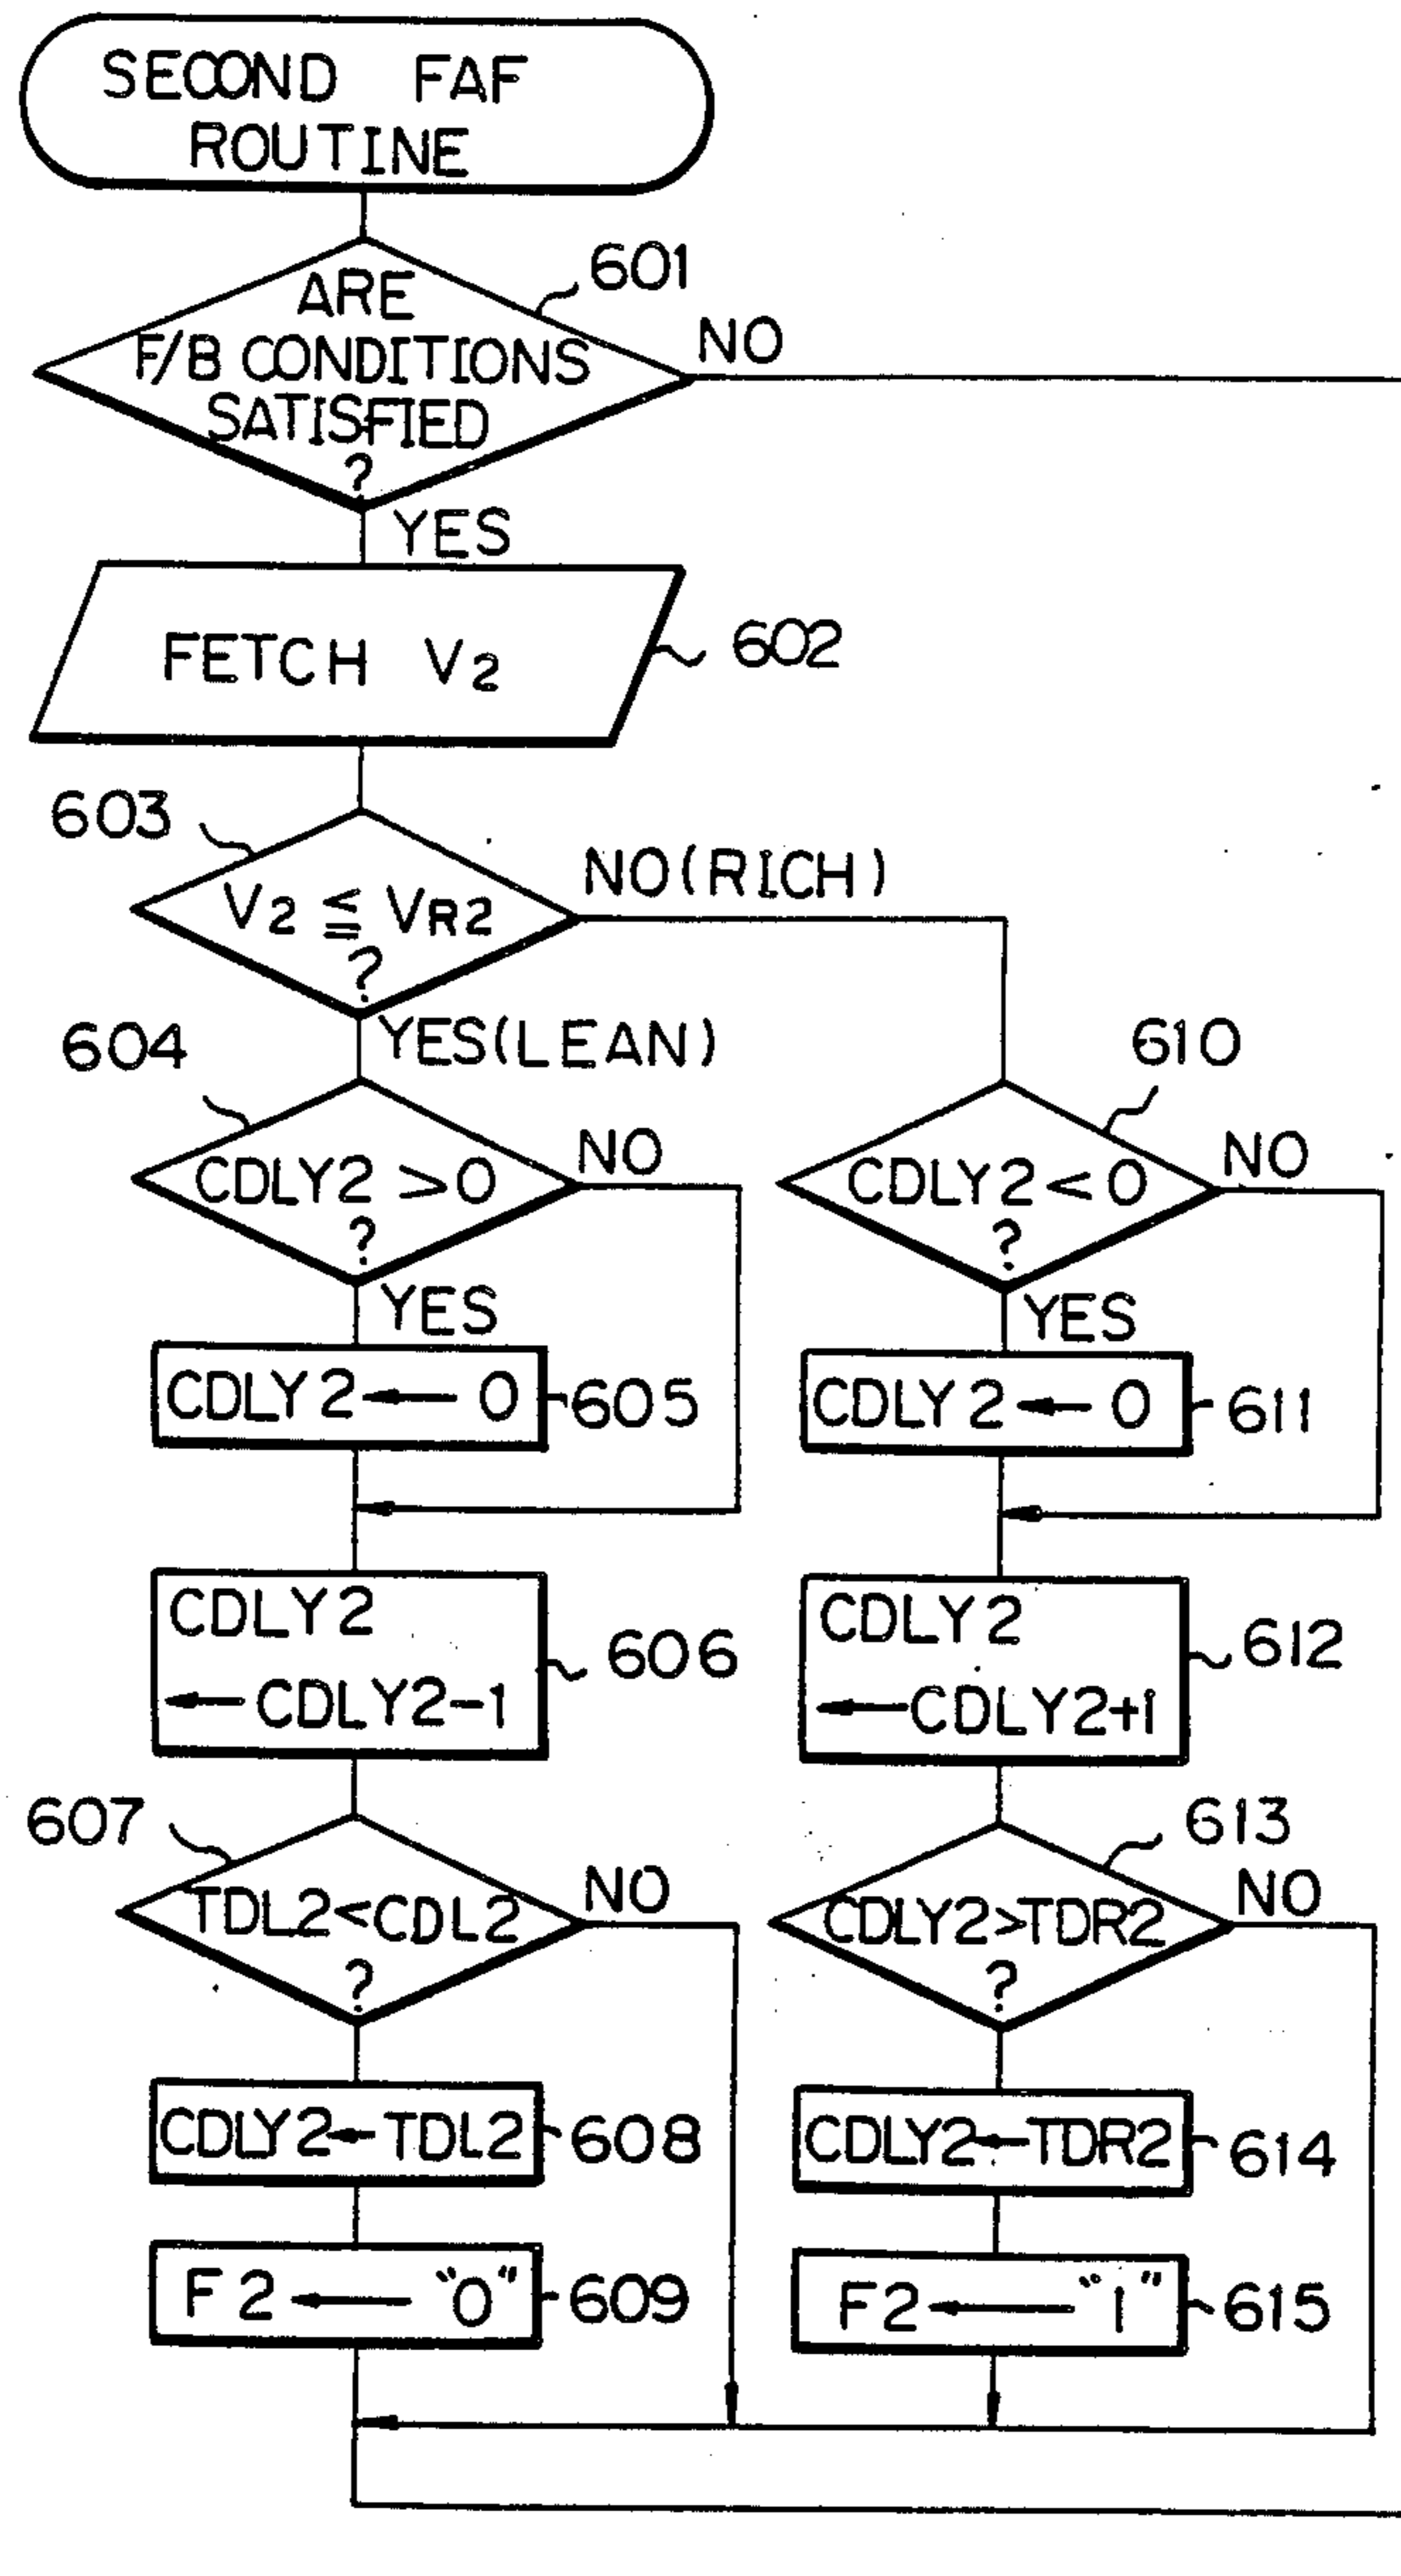 SECOND FAF
ROUTINE
601
ARE
F/B CONDITIONS
SATISFIED
?
NO
YES
FETCH V2
602
603
V2 ≦ VR2
?
NO(RICH)
YES(LEAN)
604
CDLY2 >0
?
NO
YES
CDLY2 ← 0
605
CDLY2
← CDLY2-1
606
607
TDL2<CDL2
?
NO
CDLY2←TDL2
608
F2 ← "0"
609
610
CDLY2<0
?
NO
YES
CDLY2 ← 0
611
CDLY2
←CDLY2+1
612
613
CDLY2>TDR2
?
NO
CDLY2←TDR2
614
F2 ← "1"
615